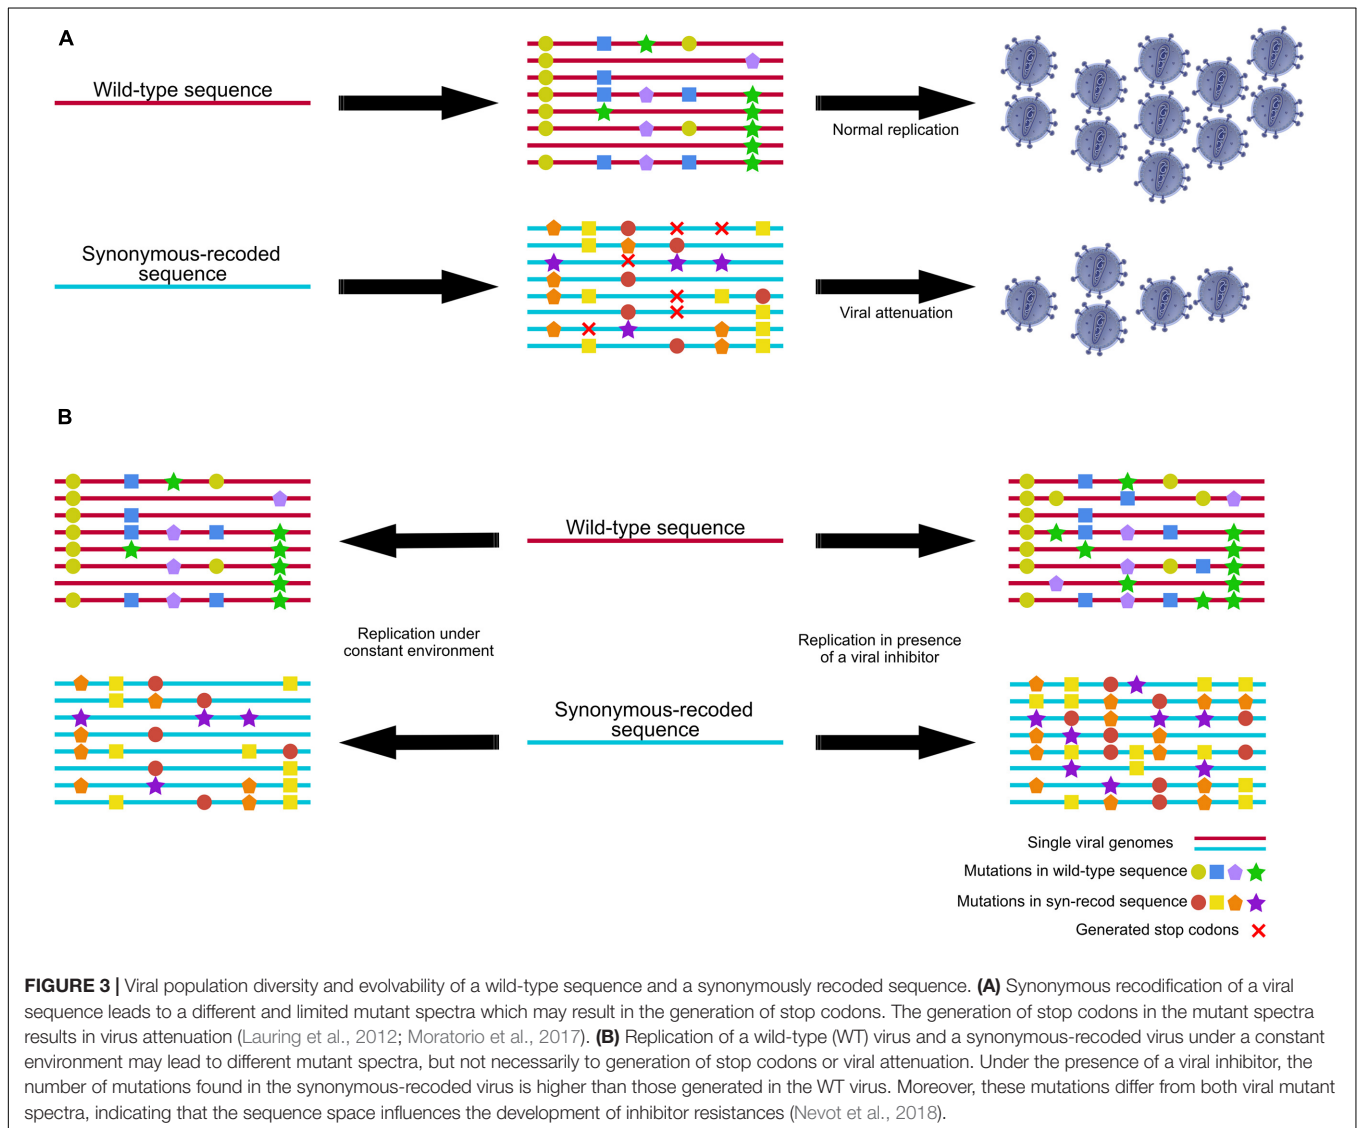 A
Wild-type sequence
Normal replication
Synonymous-recoded
sequence
Viral attenuation
B
Wild-type sequence
Replication under
constant environment
Replication in presence
of a viral inhibitor
Synonymous-recoded
sequence
Single viral genomes
Mutations in wild-type sequence
Mutations in syn-recod sequence
Generated stop codons
FIGURE 3 | Viral population diversity and evolvability of a wild-type sequence and a synonymously recoded sequence. (A) Synonymous recodification of a viral
sequence leads to a different and limited mutant spectra which may result in the generation of stop codons. The generation of stop codons in the mutant spectra
results in virus attenuation (Lauring et al., 2012; Moratorio et al., 2017). (B) Replication of a wild-type (WT) virus and a synonymous-recoded virus under a constant
environment may lead to different mutant spectra, but not necessarily to generation of stop codons or viral attenuation. Under the presence of a viral inhibitor, the
number of mutations found in the synonymous-recoded virus is higher than those generated in the WT virus. Moreover, these mutations differ from both viral mutant
spectra, indicating that the sequence space influences the development of inhibitor resistances (Nevot et al., 2018).